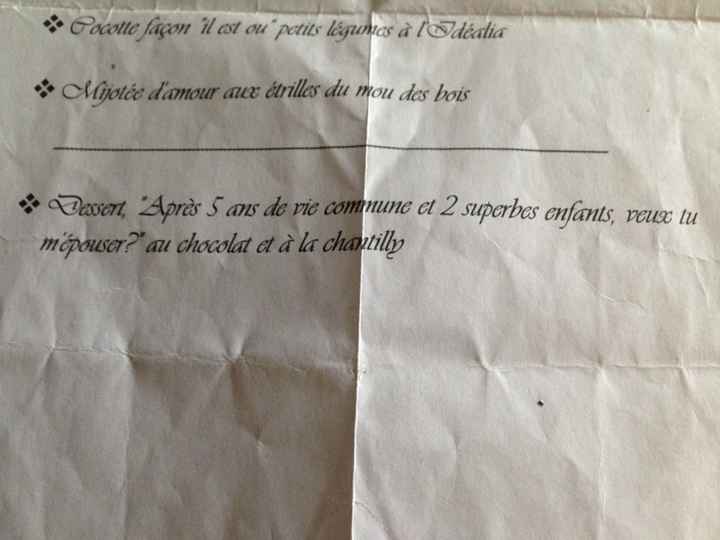 ❖ Cocotte façon "il est ou" petits légumes à l'Idéalia
❖ Mijotée d'amour aux étrilles du mou des bois
❖ Dessert, "Après 5 ans de vie commune et 2 superbes enfants, veux tu
m'épouser?" au chocolat et à la chantilly